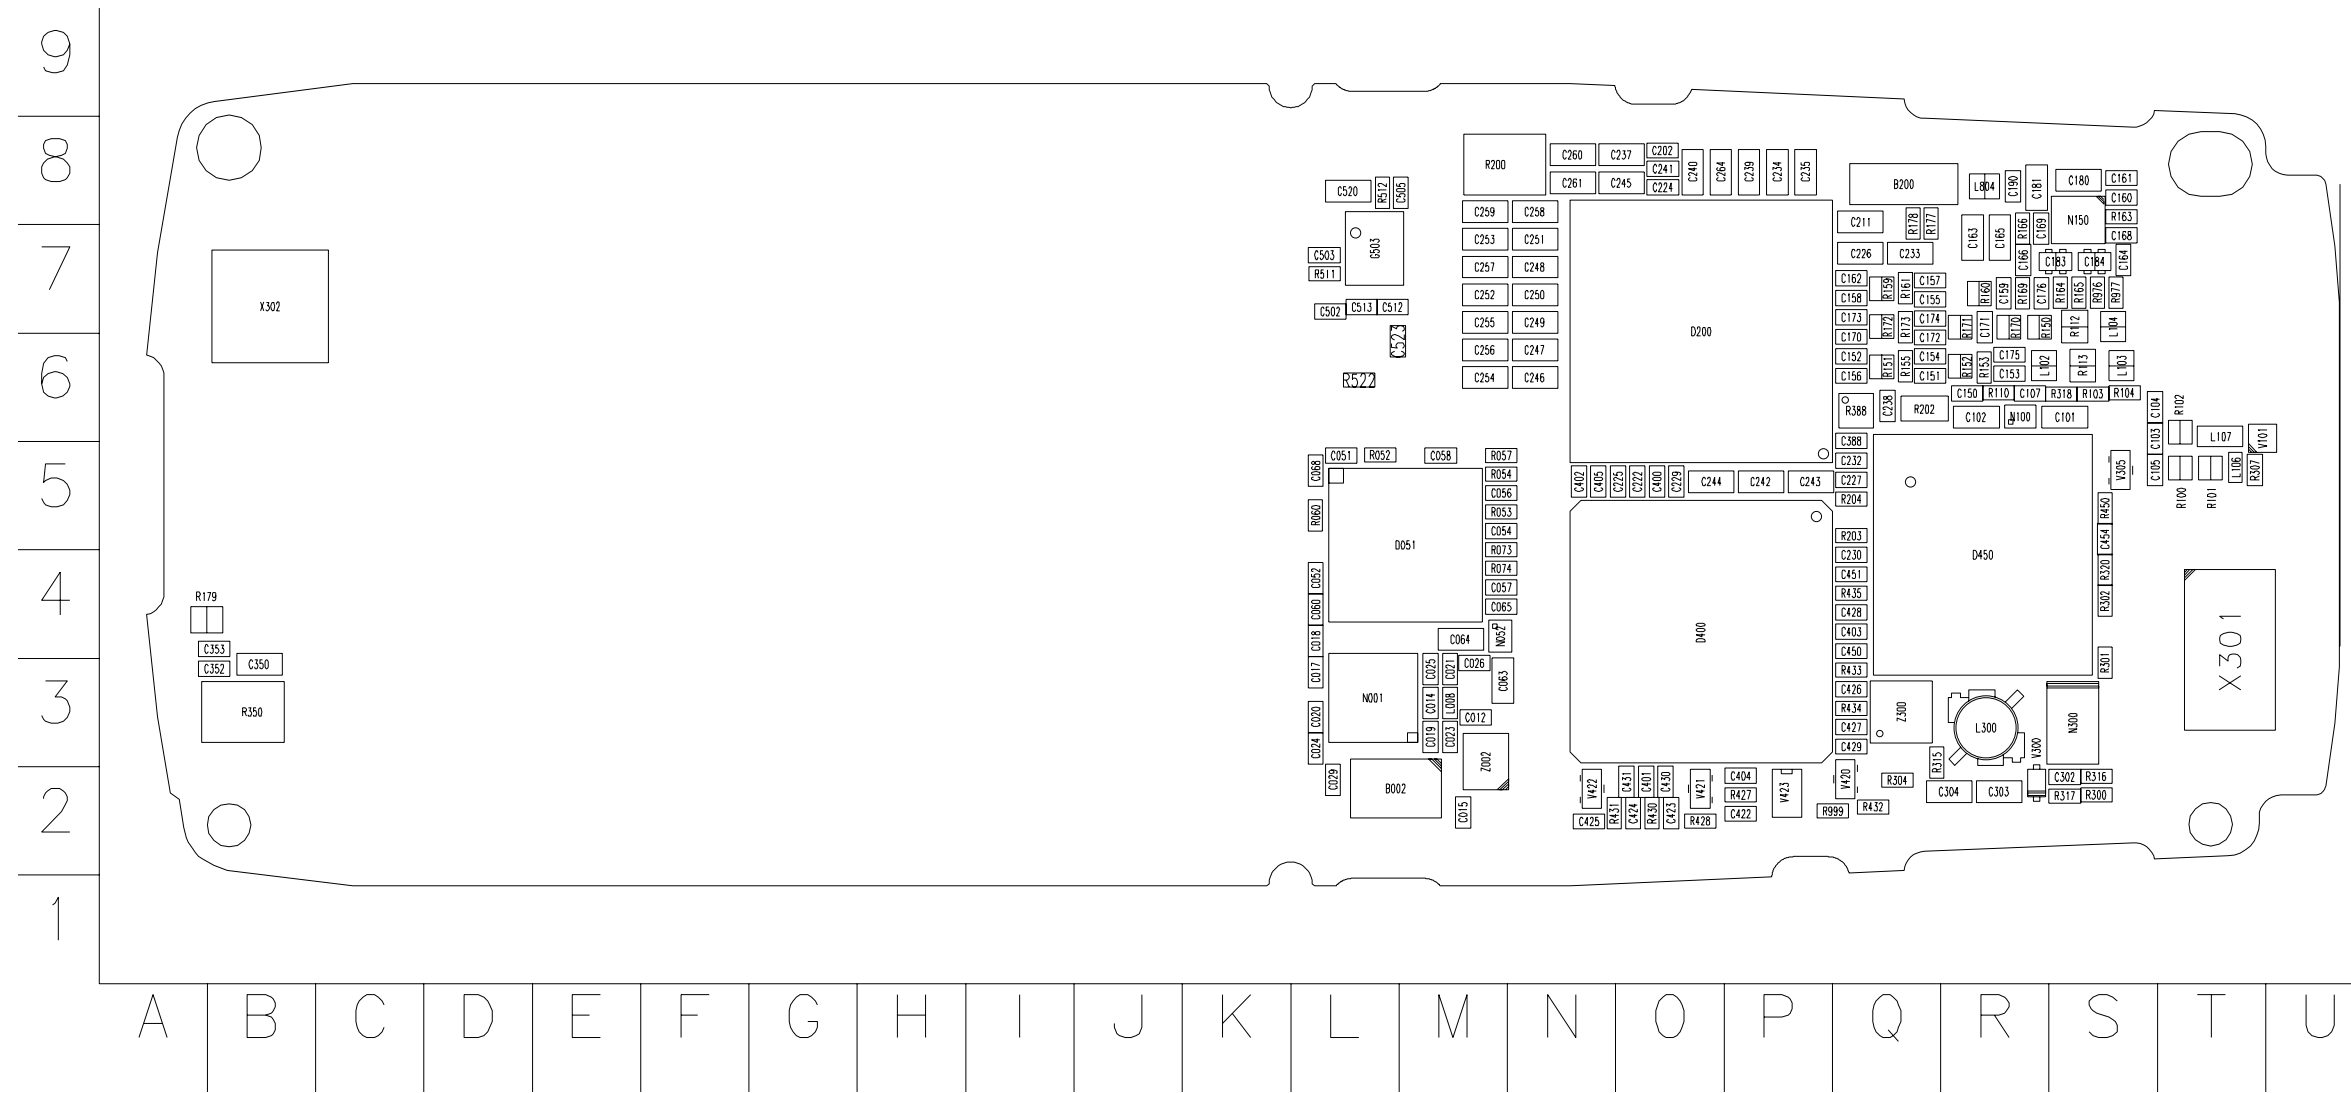 9
8
7
6
5
4
3
2
1
A B C D E F G H I J K L M N O P Q R S T U
X302
R179
C353
C352
C350
R350
C520
R512
C505
G503
C503
R511
C502
C513
C512
C523
R522
R200
C260
C237
C202
C241
C224
C261
C245
C240
C264
C239
C234
C235
C259
C258
C253
C251
C257
C248
C252
C250
C255
C249
C256
C247
C254
C246
D200
B200
L804
C190
C181
C180
C161
C160
R163
C168
N150
C211
R178
R177
C163
C165
R166
C169
C226
C233
C166
C183
C184
C164
C162
R159
R161
C157
C158
C155
R160
C159
R169
C176
R164
R165
R976
R977
C173
R172
R173
C174
R171
C171
R170
R150
R112
L104
C170
C172
C152
R151
R155
C154
R152
R153
C175
L102
R113
L103
C156
C151
C153
C150
R110
C107
R318
R103
R104
R388
C238
R202
C102
N100
C101
C104
R102
C103
L107
V101
C105
R100
R101
L106
R307
C388
C232
C227
R204
V305
C068
C051
R052
C058
R057
R054
C056
R053
C054
R073
R074
C057
C065
R060
D051
C052
C060
C018
C017
C064
N052
C402
C405
C225
C222
C400
C229
C244
C242
C243
D400
R203
C230
C451
R435
C428
C403
C450
R433
C426
R434
C427
C429
D450
R450
C454
R320
R302
R301
X301
N001
C020
C024
C025
C021
C026
C063
C014
L008
C012
C019
C023
C029
B002
Z002
C015
Z300
L300
N300
V300
R315
V422
C431
C401
C430
V421
C404
R427
C422
V423
V420
R304
C304
C303
C302
R316
R317
R300
C425
R431
C424
R430
C423
R428
R999
R432